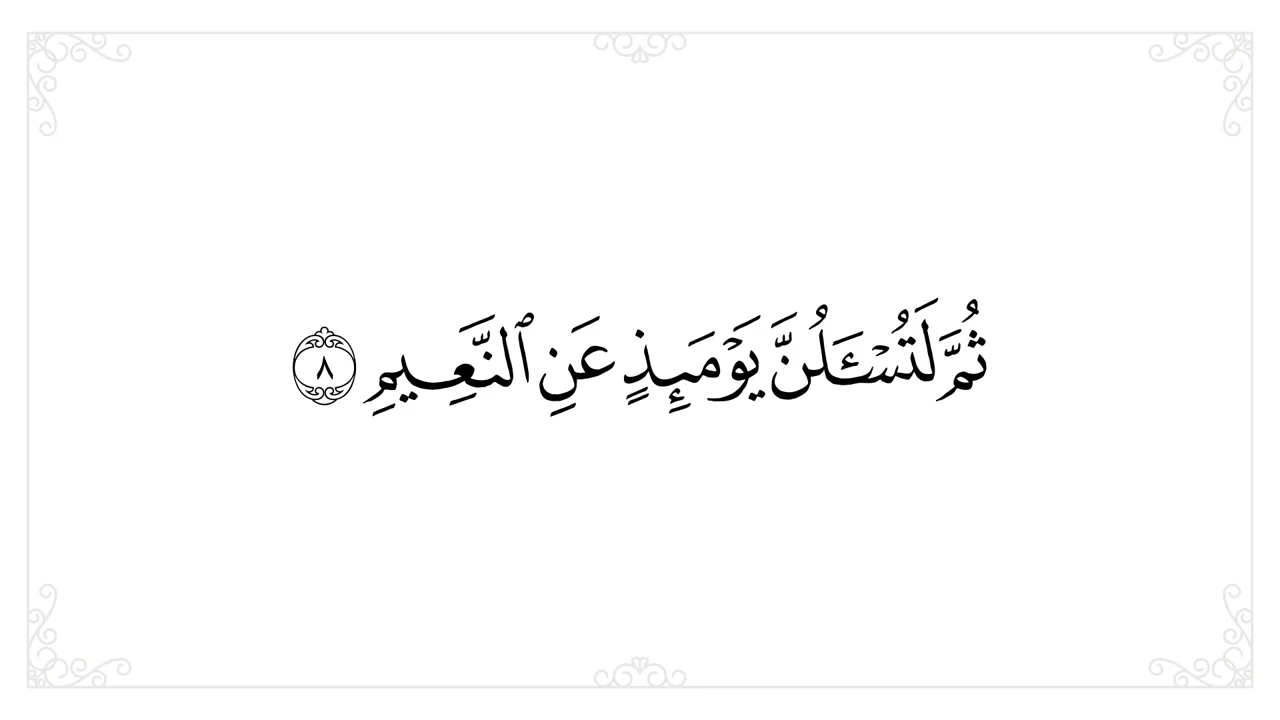 ثُمَّ لَتُسْـَٔلُنَّ يَوْمَئِذٍ عَنِ ٱلنَّعِيمِ ٨